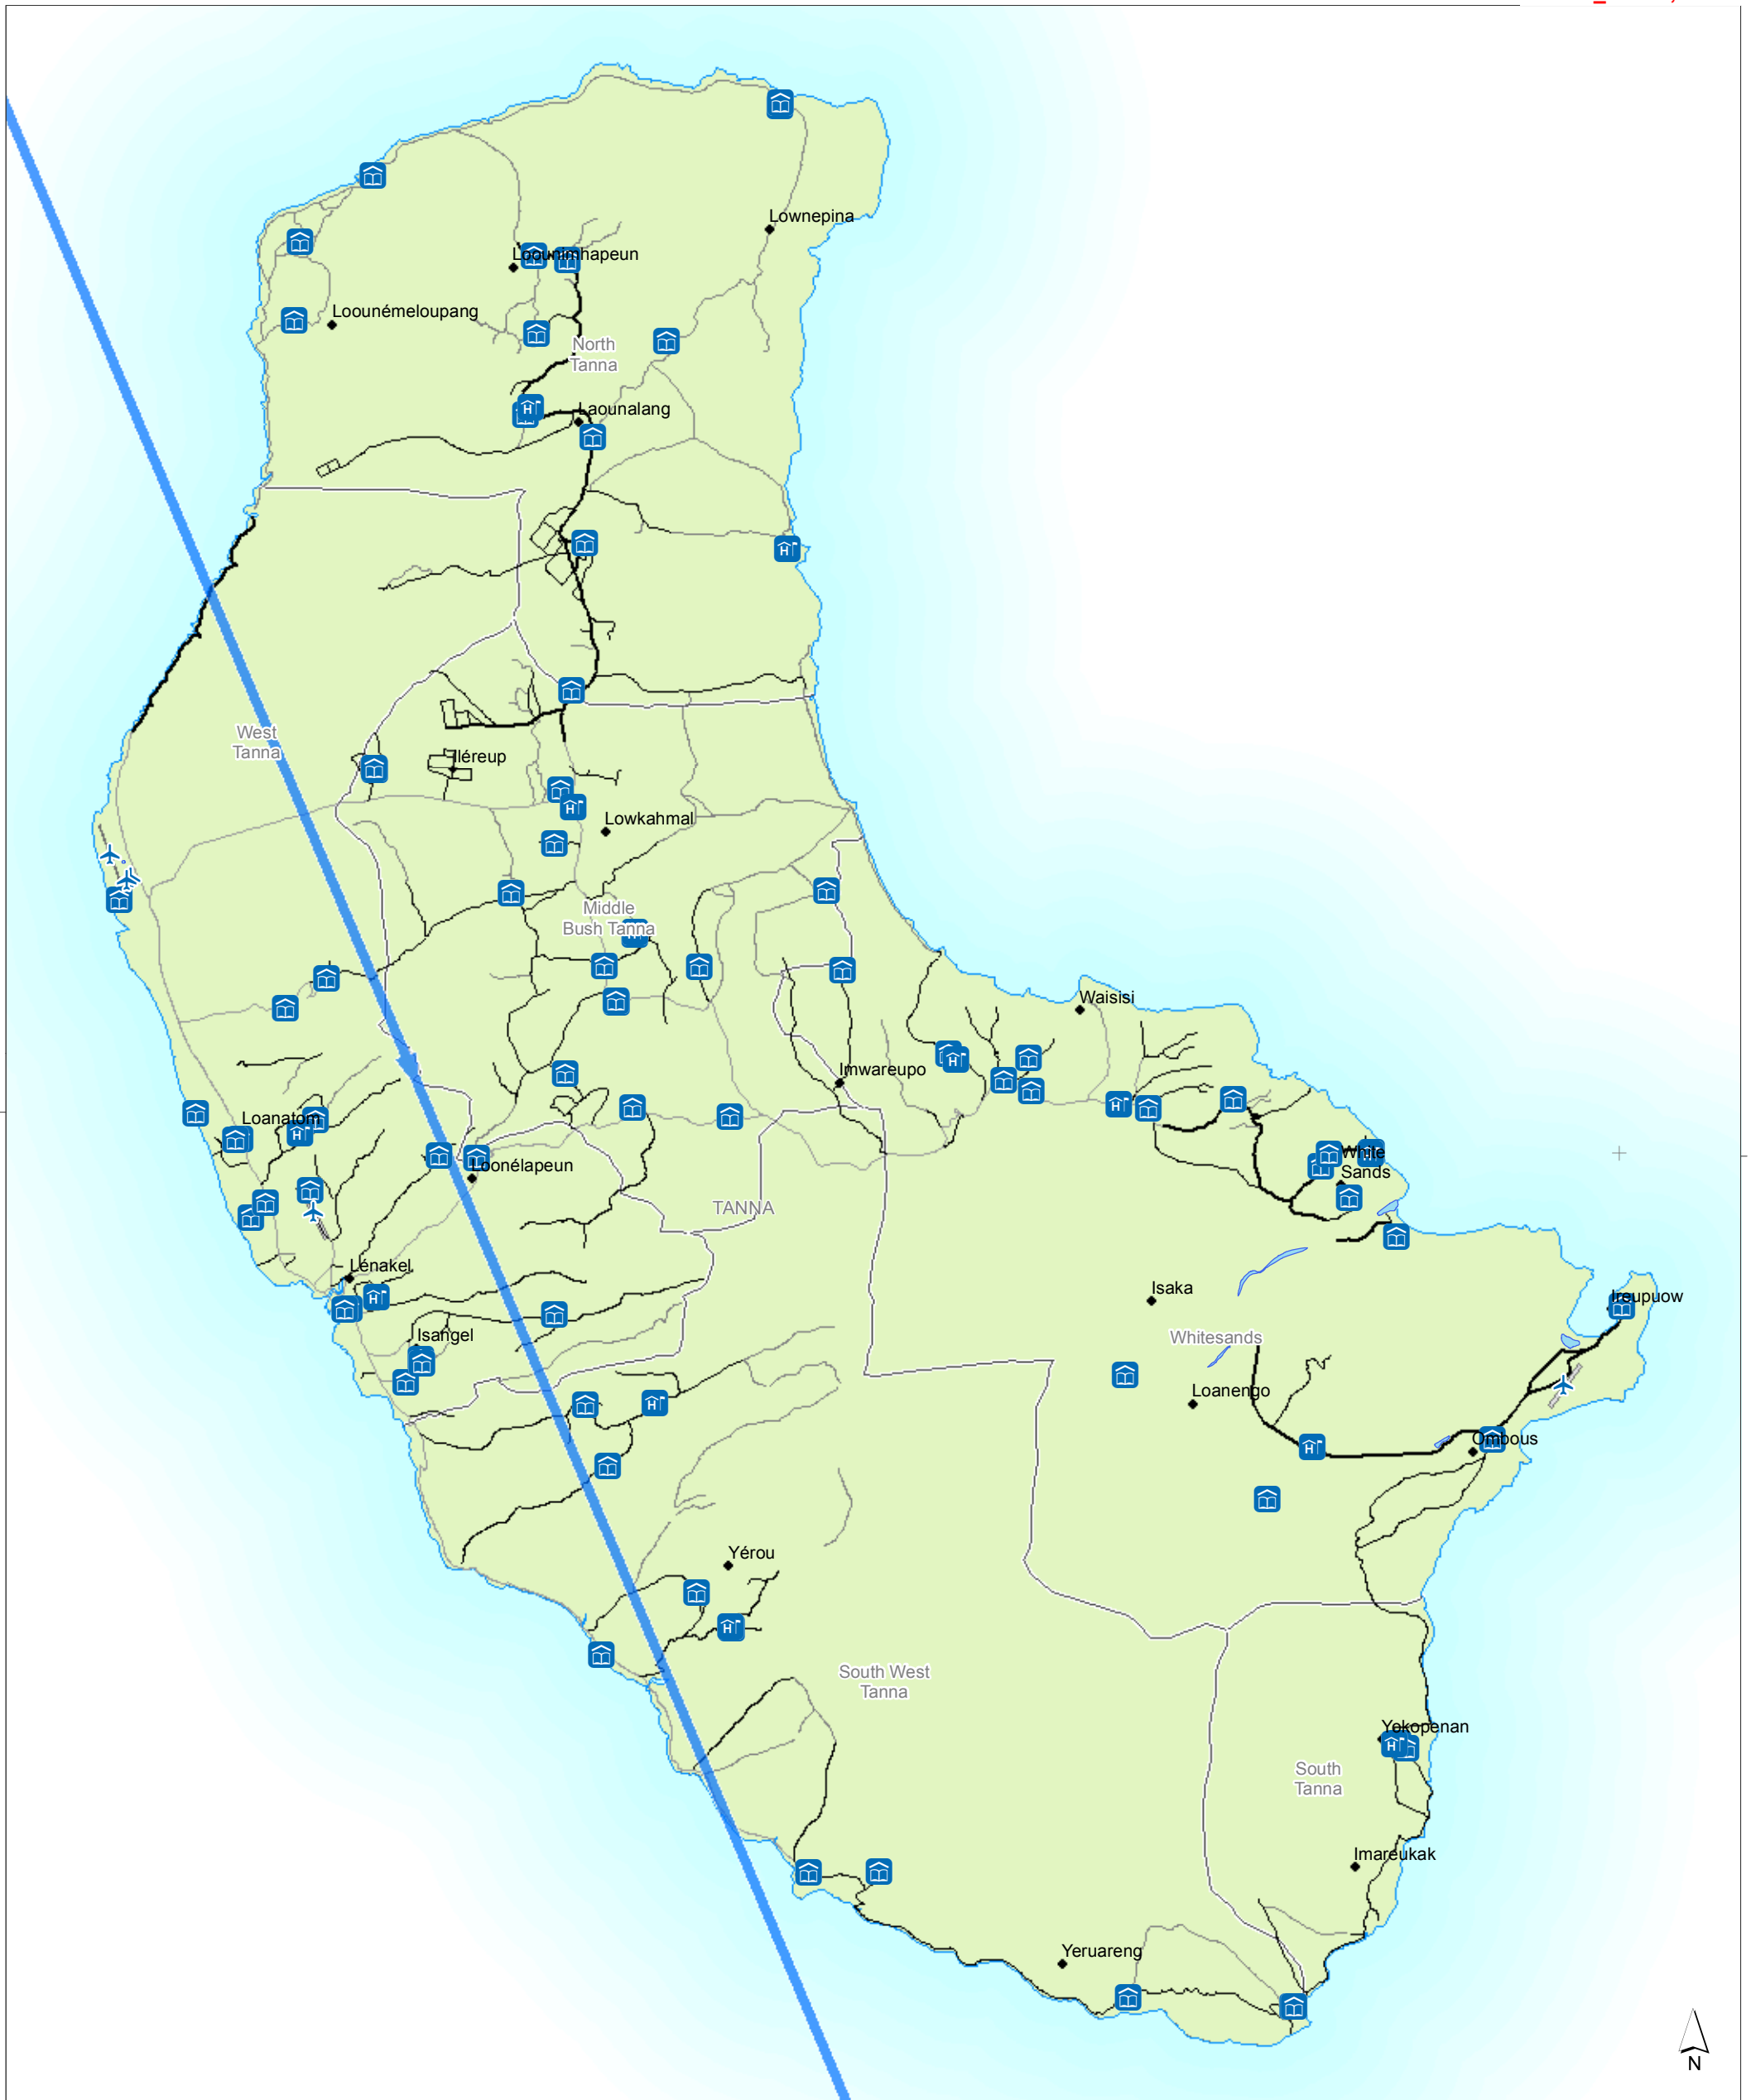 Lownepina
Loounimhapeun
Loounémeloupang
North
Tanna
Laounalang
West
Tanna
Iléreup
Lowkahmal
Middle
Bush Tanna
Waisisi
Imwareupo
Loanatom
White
Sands
Loonélapeun
TANNA
Lénakel
Isaka
Ireupuow
Isangel
Whitesands
Loanengo
Ombous
Yérou
South West
Tanna
Yokopenan
South
Tanna
Imareukak
Yeruareng
N